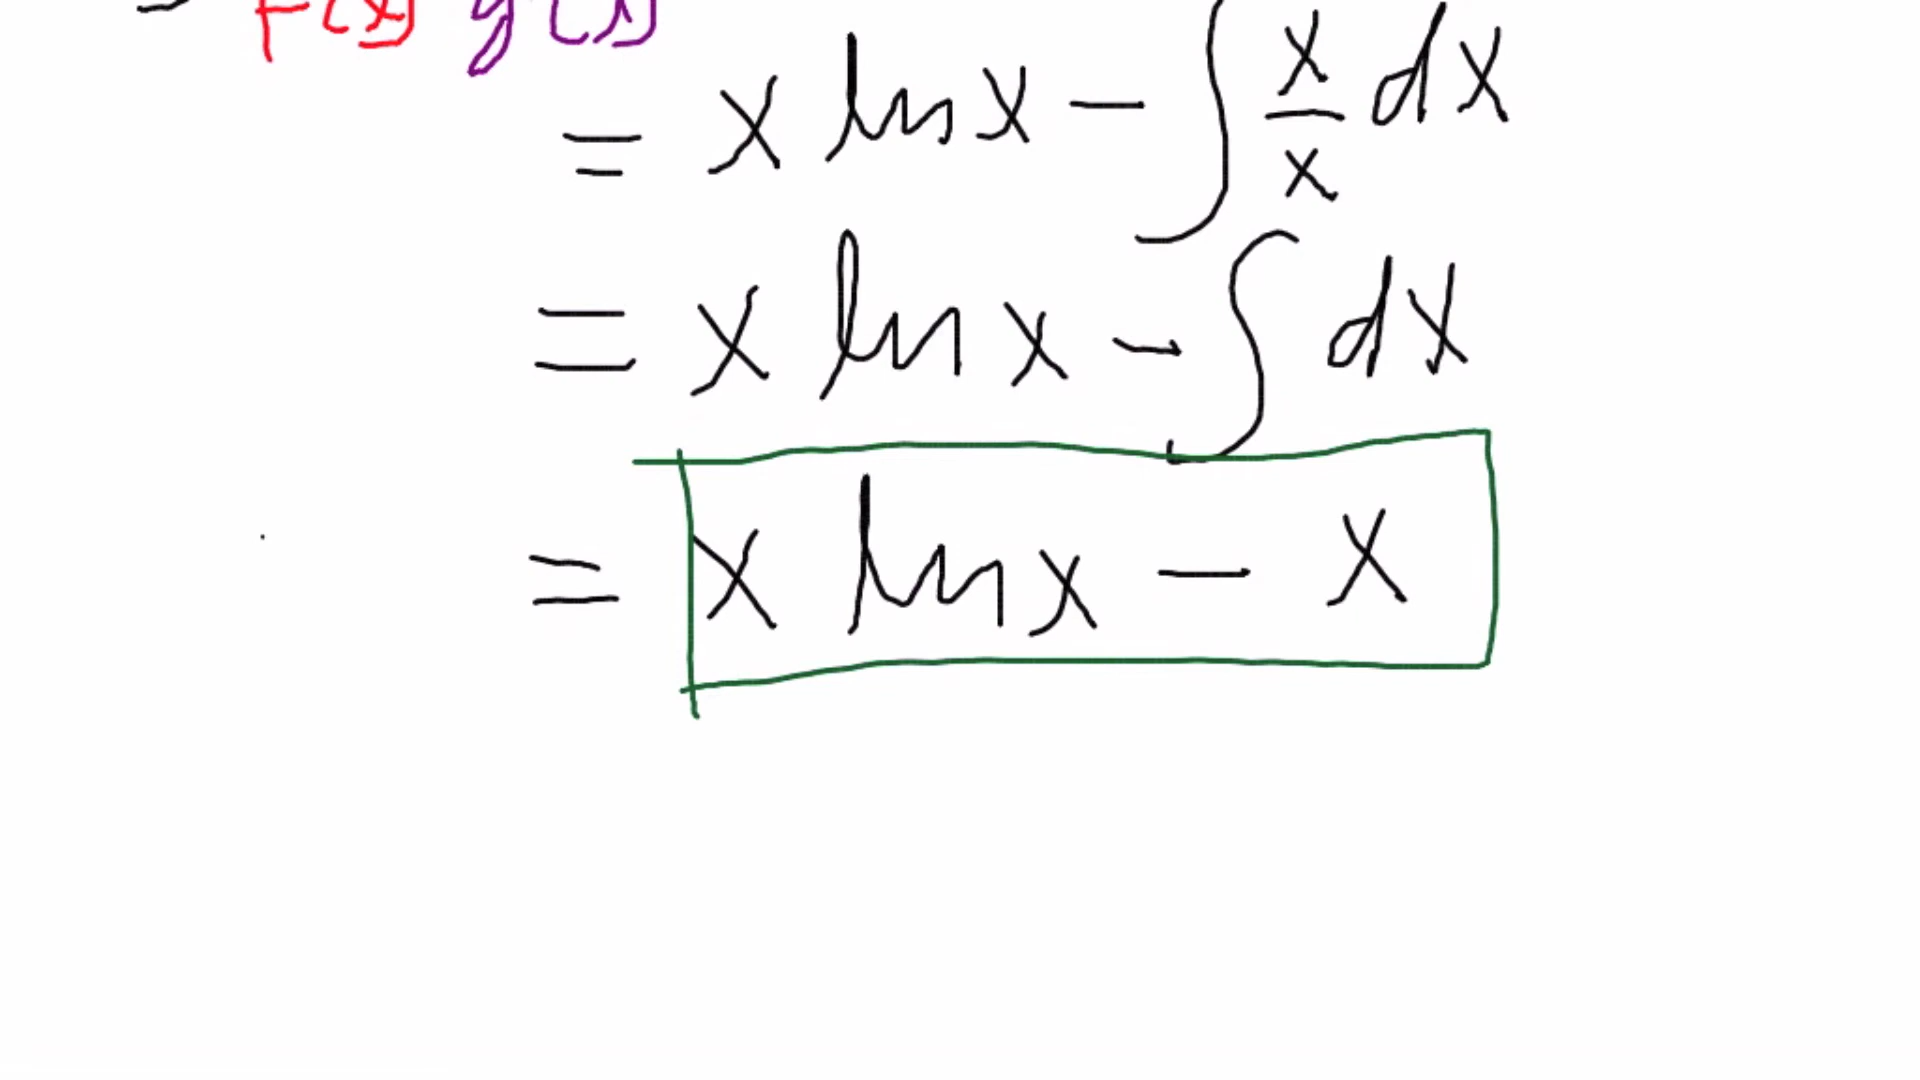 f(x) g(x)
= x ln x − ∫ x/x dx
= x ln x − ∫ dx
= x ln x − x